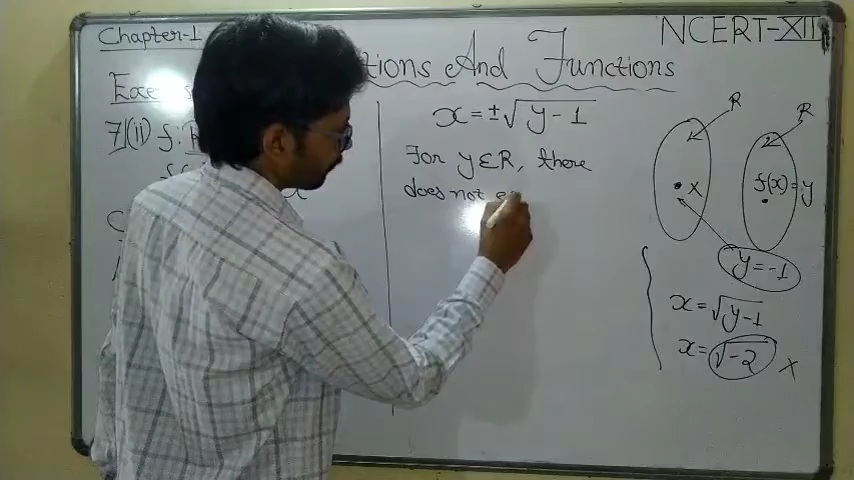 Chapter-1
NCERT-XII
tions And Functions
Exe
7|(ii) f:
x = ±√y-1
For y∈R, there
does not
R
R
x
f(x)=y
y=-1
x=√y-1
x=√-2 X